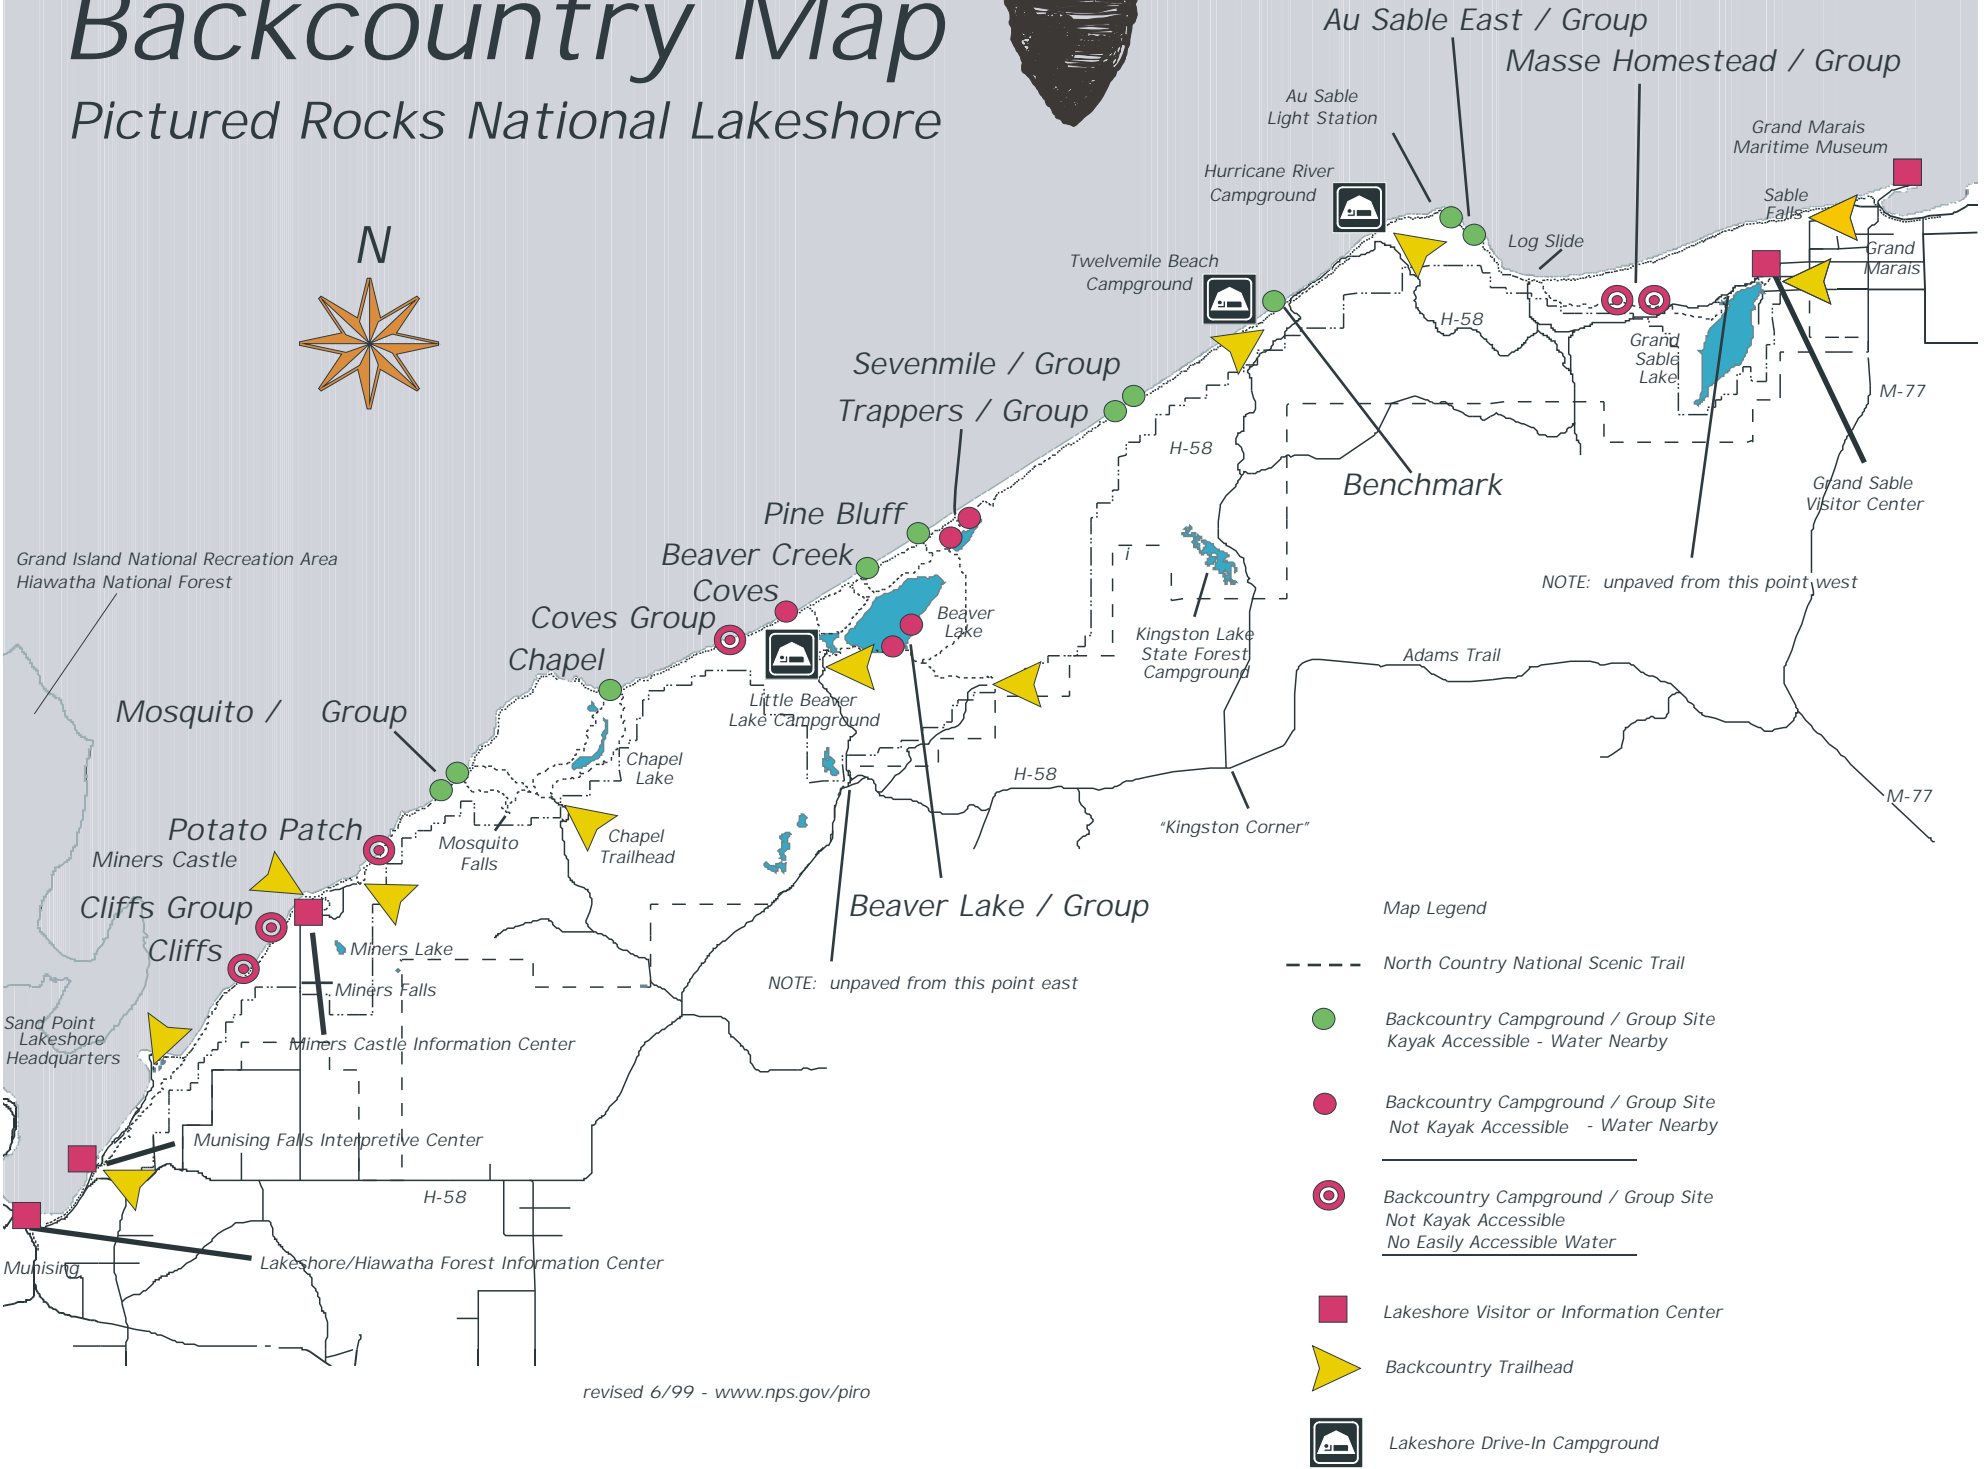 Backcountry Map
Pictured Rocks National Lakeshore
N
Au Sable East / Group
Masse Homestead / Group
Au Sable
Light Station
Grand Marais
Maritime Museum
Hurricane River
Campground
Sable
Falls
Log Slide
Grand
Marais
Twelvemile Beach
Campground
H-58
Grand
Sable
Lake
Sevenmile / Group
Trappers / Group
M-77
H-58
Benchmark
Grand Sable
Visitor Center
Pine Bluff
Beaver Creek
Coves
Coves Group
Chapel
Grand Island National Recreation Area
Hiawatha National Forest
i
NOTE: unpaved from this point west
Beaver
Lake
Kingston Lake
State Forest
Campground
Adams Trail
Little Beaver
Lake Campground
Mosquito / Group
Chapel
Lake
H-58
M-77
"Kingston Corner"
Potato Patch
Mosquito
Falls
Chapel
Trailhead
Miners Castle
Cliffs Group
Cliffs
Beaver Lake / Group
Miners Lake
Miners Falls
NOTE: unpaved from this point east
Sand Point
Lakeshore
Headquarters
Miners Castle Information Center
Munising Falls Interpretive Center
H-58
Lakeshore/Hiawatha Forest Information Center
Munising
Map Legend
North Country National Scenic Trail
Backcountry Campground / Group Site
Kayak Accessible - Water Nearby
Backcountry Campground / Group Site
Not Kayak Accessible - Water Nearby
Backcountry Campground / Group Site
Not Kayak Accessible
No Easily Accessible Water
Lakeshore Visitor or Information Center
Backcountry Trailhead
Lakeshore Drive-In Campground
revised 6/99 - www.nps.gov/piro